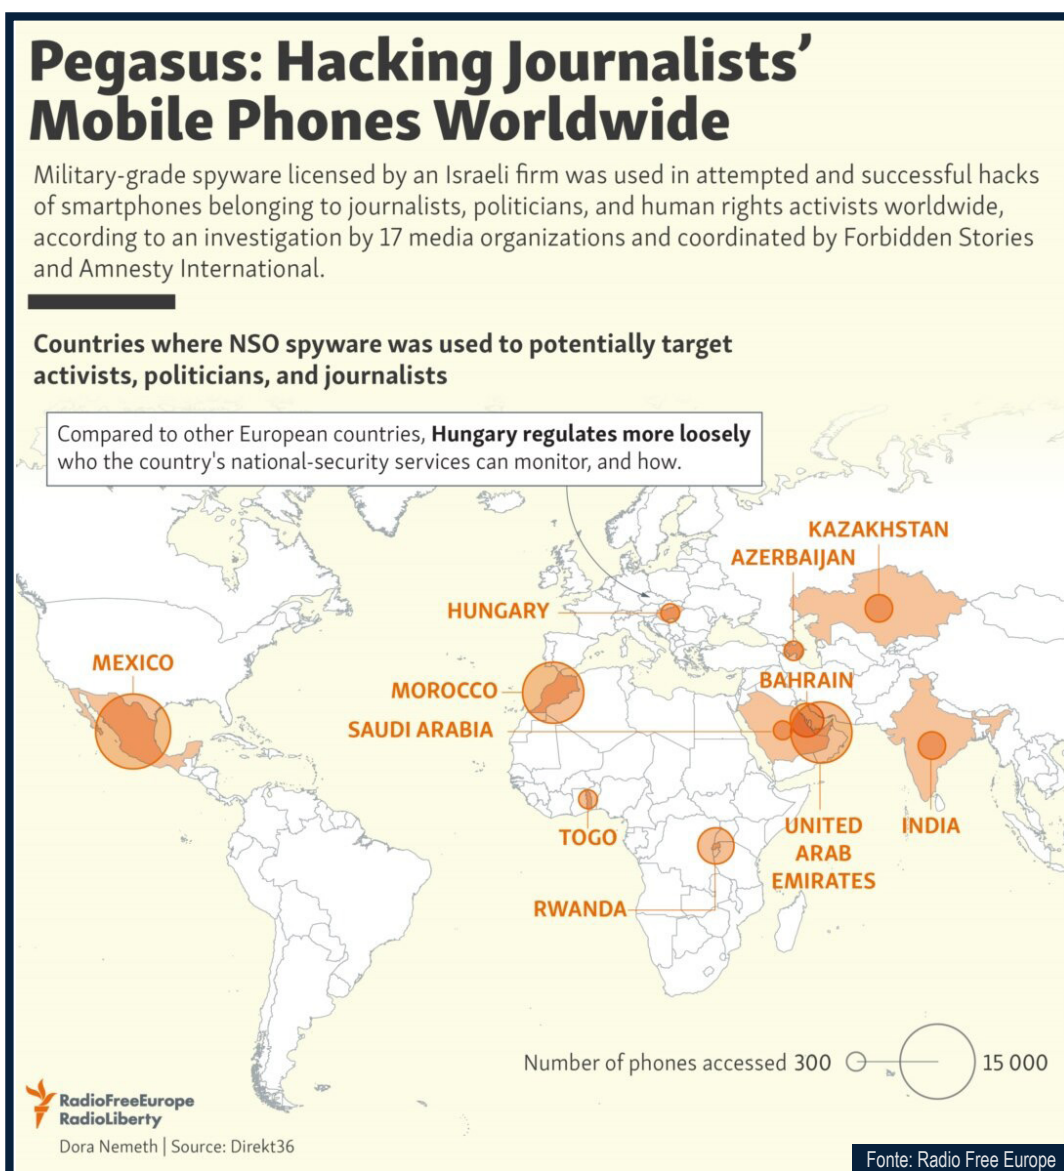 Pegasus: Hacking Journalists’
Mobile Phones Worldwide
Military-grade spyware licensed by an Israeli firm was used in attempted and successful hacks
of smartphones belonging to journalists, politicians, and human rights activists worldwide,
according to an investigation by 17 media organizations and coordinated by Forbidden Stories
and Amnesty International.
Countries where NSO spyware was used to potentially target
activists, politicians, and journalists
Compared to other European countries, Hungary regulates more loosely
who the country's national-security services can monitor, and how.
KAZAKHSTAN
AZERBAIJAN
HUNGARY
MEXICO
MOROCCO
BAHRAIN
SAUDI ARABIA
TOGO
UNITED
ARAB
EMIRATES
INDIA
RWANDA
Number of phones accessed 300 15 000
RadioFreeEurope
RadioLiberty
Dora Nemeth | Source: Direkt36
Fonte: Radio Free Europe